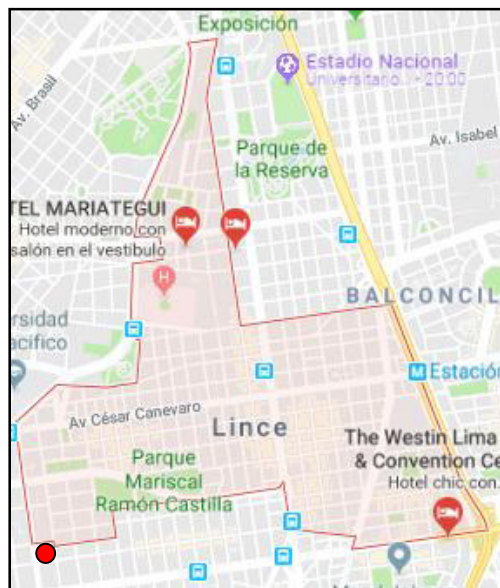 Exposición
Estadio Nacional
Universitario... - 20:00
Av. Brasil
Av. Isabel
Parque de
la Reserva
TEL MARIATEGUI
Hotel moderno con
salón en el vestíbulo
H
BALCONCIL
ersidad
acífico
M Estación
Av César Canevaro
Lince
The Westin Lima
& Convention Ce
Hotel chic con.
Parque
Mariscal
Ramón Castilla